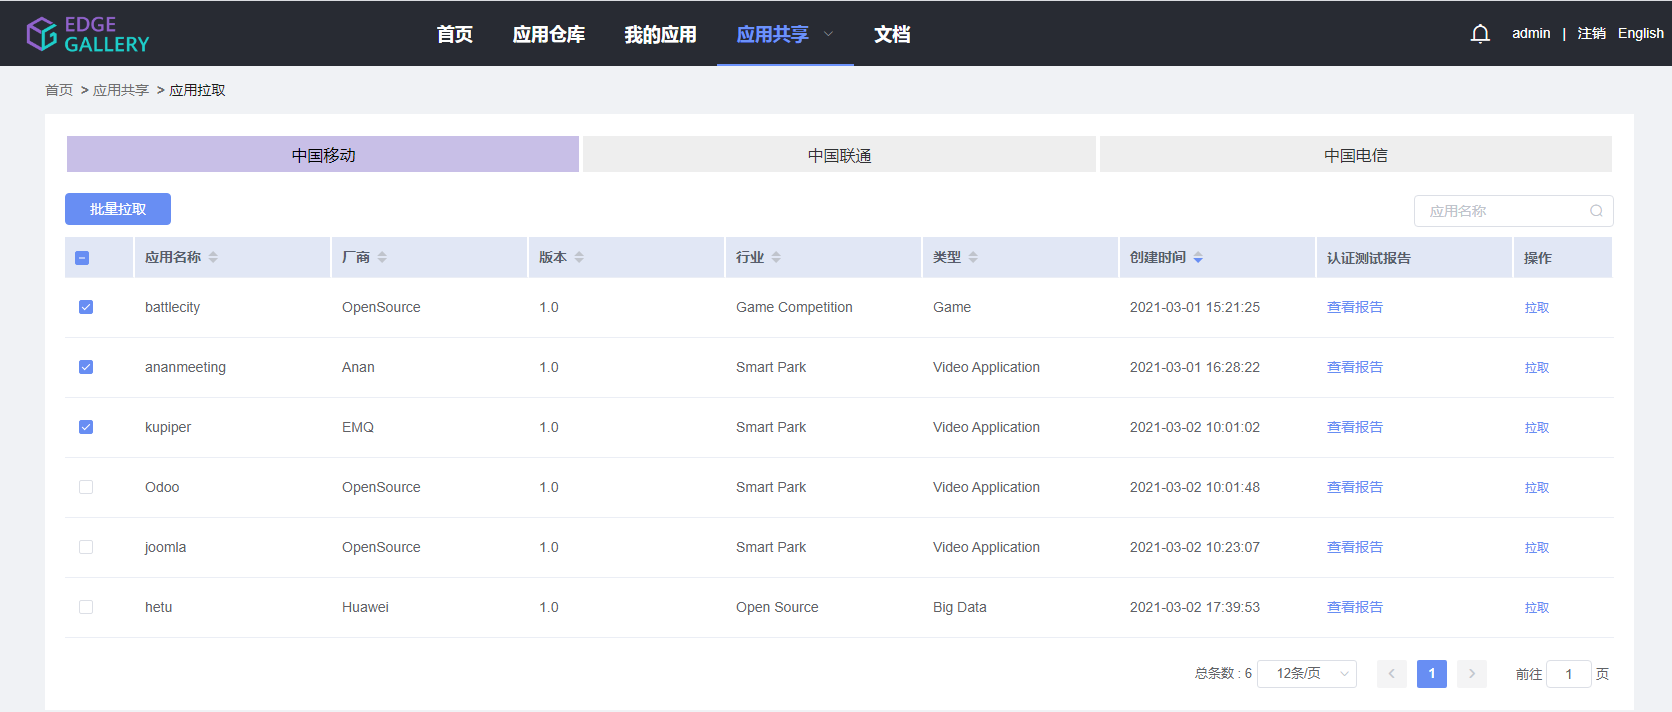 EDGE
GALLERY
首页 应用仓库 我的应用 应用共享 文档
admin | 注销 English
首页 > 应用共享 > 应用拉取
中国移动 中国联通 中国电信
批量拉取
应用名称
应用名称 厂商 版本 行业 类型 创建时间 认证测试报告 操作
battlecity OpenSource 1.0 Game Competition Game 2021-03-01 15:21:25 查看报告 拉取
ananmeeting Anan 1.0 Smart Park Video Application 2021-03-01 16:28:22 查看报告 拉取
kupiper EMQ 1.0 Smart Park Video Application 2021-03-02 10:01:02 查看报告 拉取
Odoo OpenSource 1.0 Smart Park Video Application 2021-03-02 10:01:48 查看报告 拉取
joomla OpenSource 1.0 Smart Park Video Application 2021-03-02 10:23:07 查看报告 拉取
hetu Huawei 1.0 Open Source Big Data 2021-03-02 17:39:53 查看报告 拉取
总条数 : 6 12条/页 < 1 > 前往 1 页